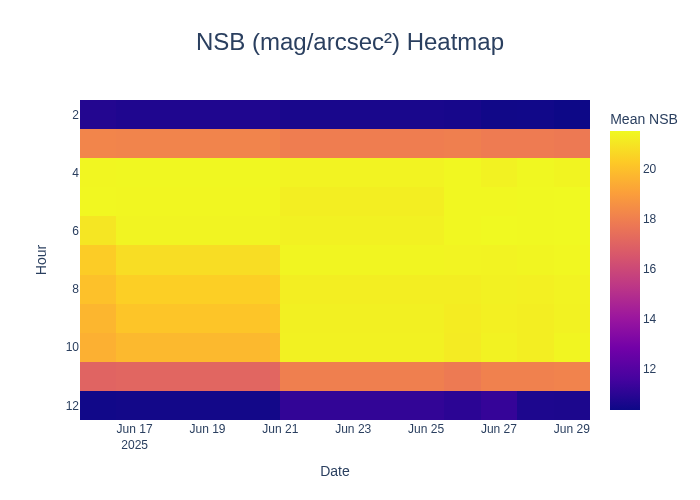 NSB (mag/arcsec²) Heatmap
Mean NSB
2
4
6
8
10
12
Hour
20
18
16
14
12
Jun 17
2025
Jun 19
Jun 21
Jun 23
Jun 25
Jun 27
Jun 29
Date